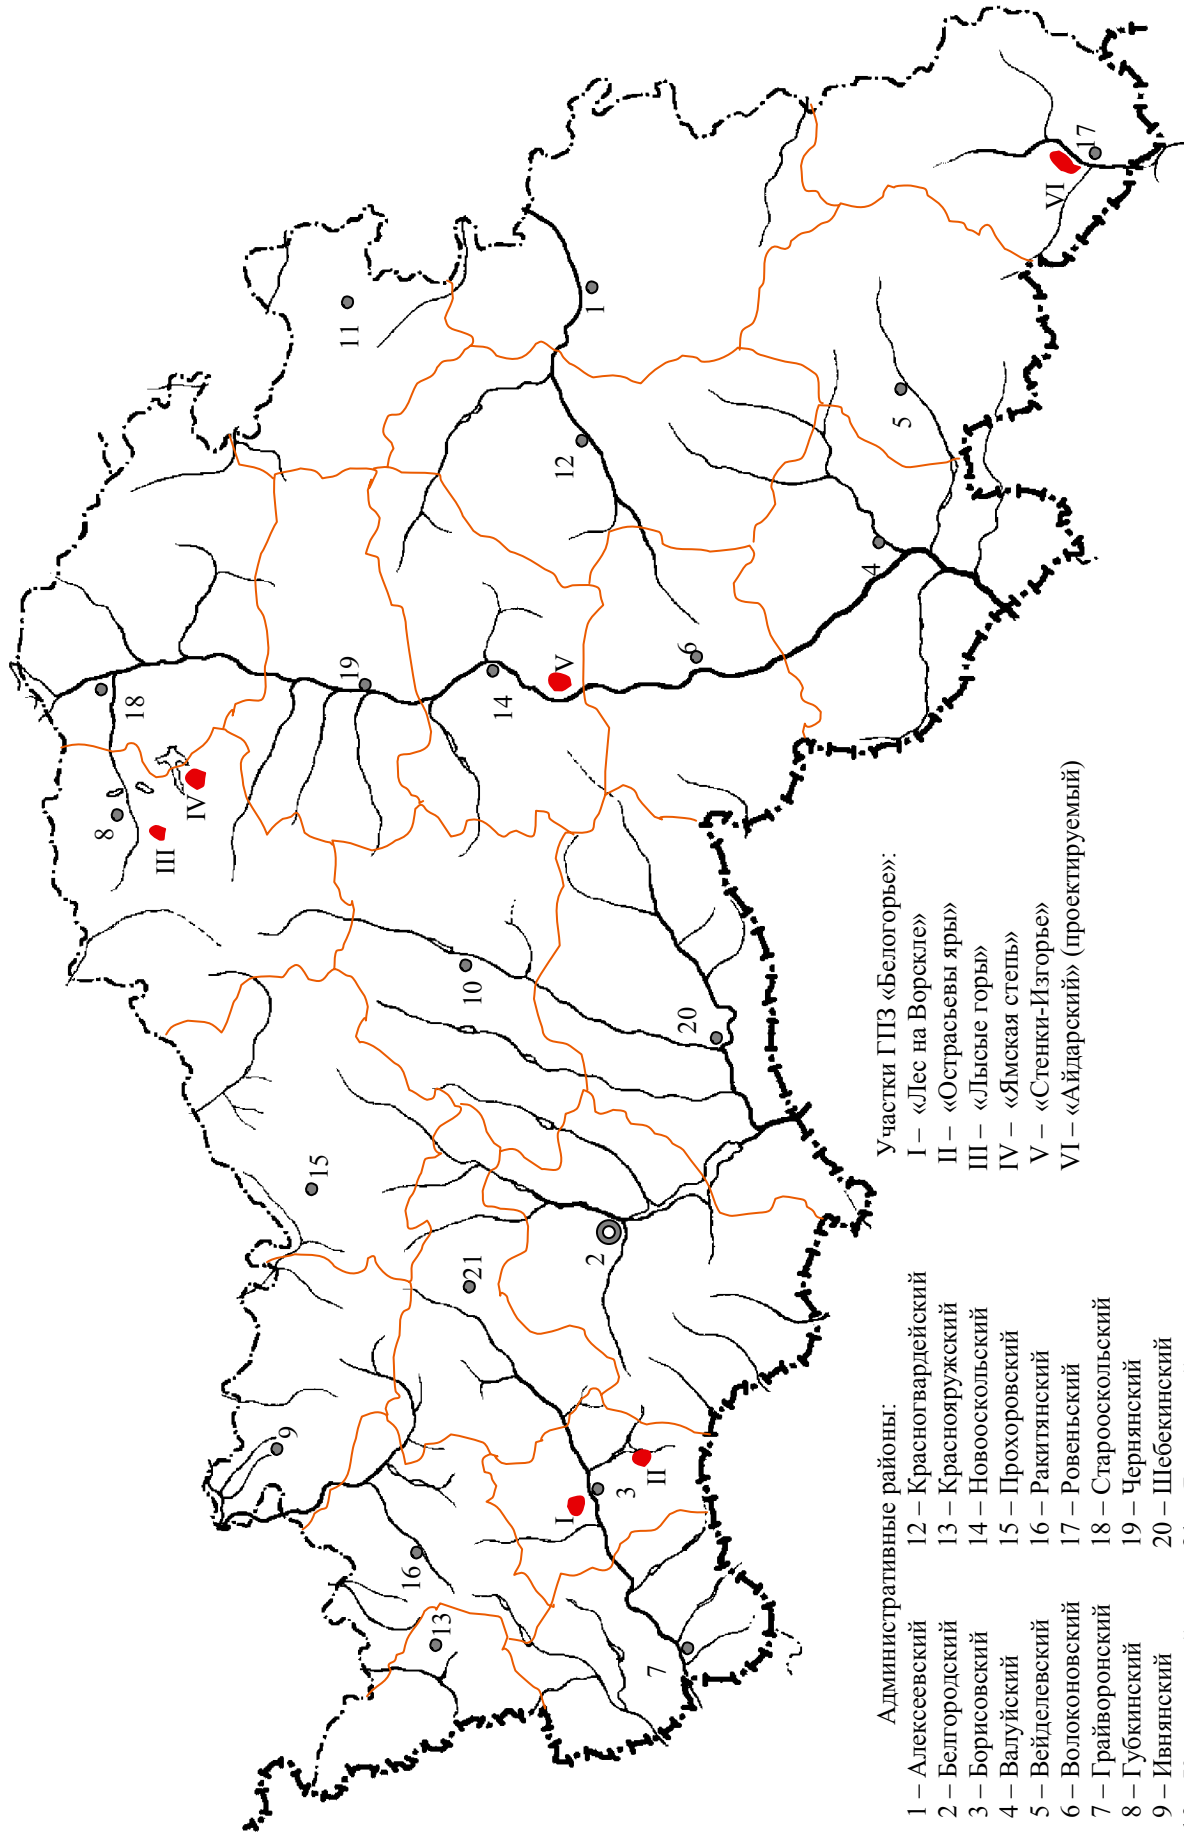 18
8
III
IV
19
11
14
V
12
1
6
4
5
VI
17
15
10
20
9
21
2
16
13
I
3
II
7
Административные районы:
1 – Алексеевский
2 – Белгородский
3 – Борисовский
4 – Валуйский
5 – Вейделевский
6 – Волоконовский
7 – Грайворонский
8 – Губкинский
9 – Ивнянский
12 – Красногвардейский
13 – Краснояружский
14 – Новооскольский
15 – Прохоровский
16 – Ракитянский
17 – Ровеньский
18 – Старооскольский
19 – Чернянский
20 – Шебекинский
Участки ГПЗ «Белогорье»:
I – «Лес на Ворскле»
II – «Острасьевы яры»
III – «Лысые горы»
IV – «Ямская степь»
V – «Стенки-Изгорье»
VI – «Айдарский» (проектируемый)